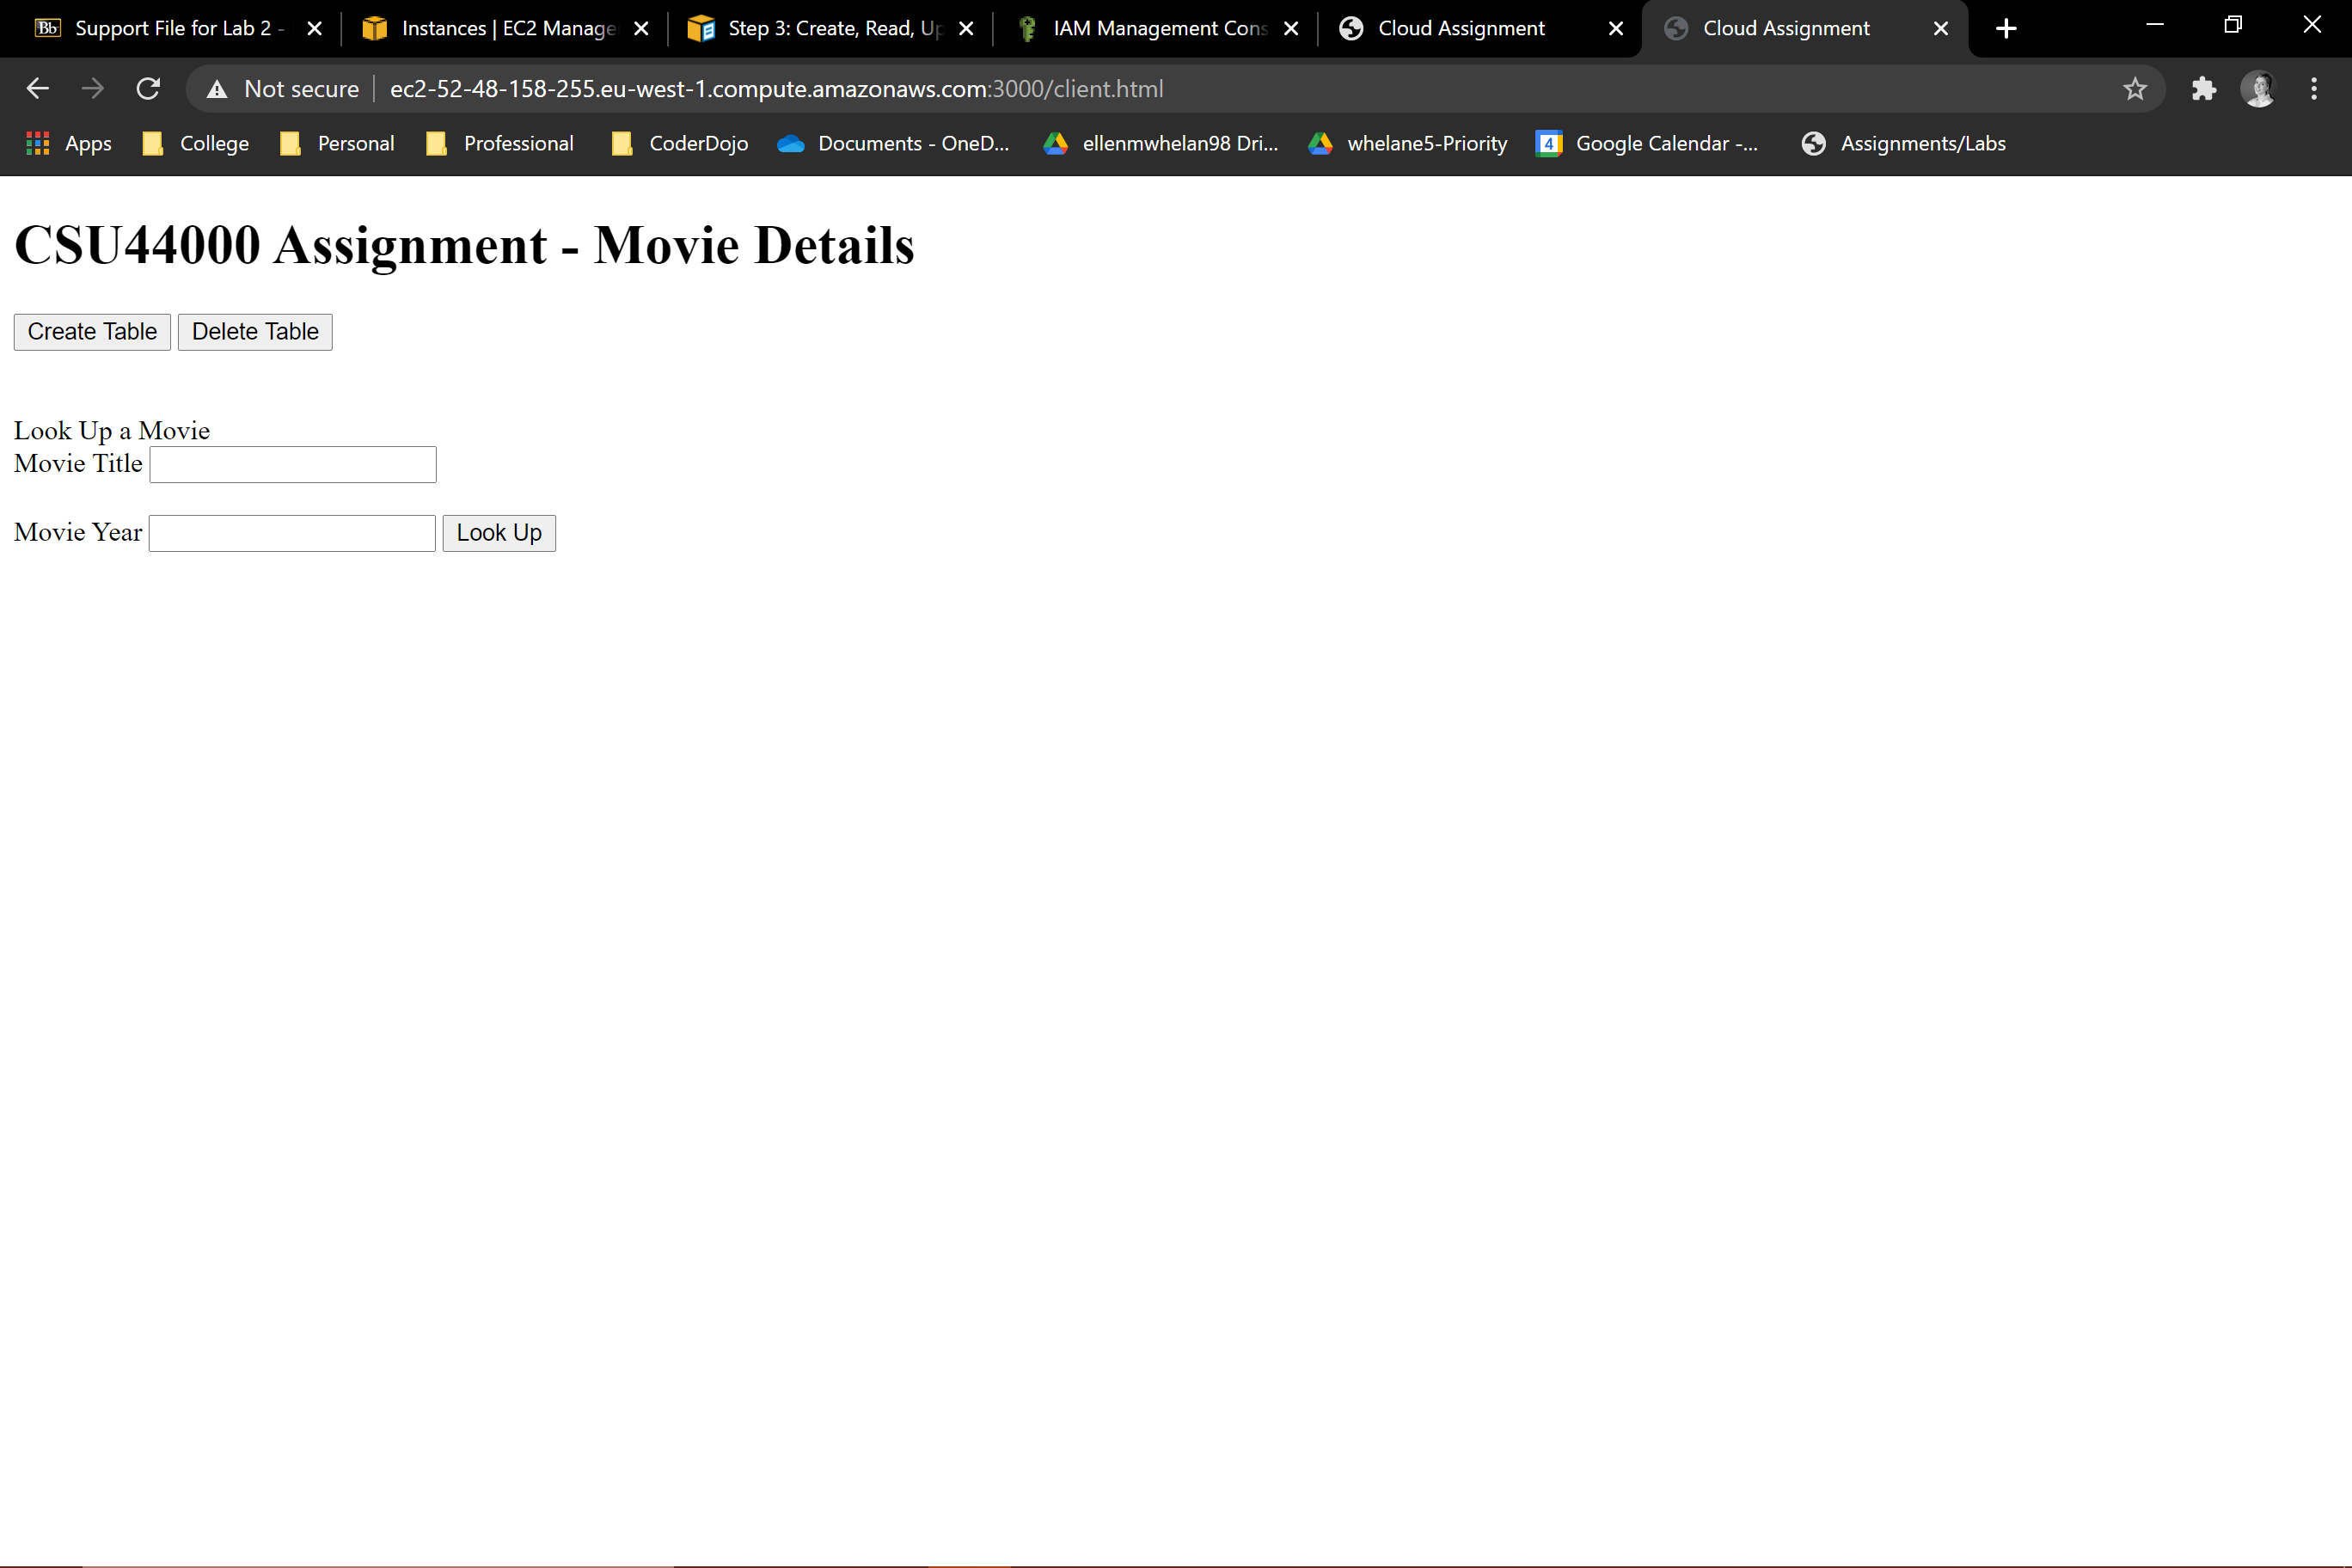 Bb Support File for Lab 2 - Instances | EC2 Manage Step 3: Create, Read, Up IAM Management Cons Cloud Assignment Cloud Assignment
Not secure ec2-52-48-158-255.eu-west-1.compute.amazonaws.com:3000/client.html
Apps College Personal Professional CoderDojo Documents - OneD... ellenmwhelan98 Dri... whelane5-Priority 4 Google Calendar -... Assignments/Labs
CSU44000 Assignment - Movie Details
Create Table Delete Table
Look Up a Movie
Movie Title
Movie Year Look Up